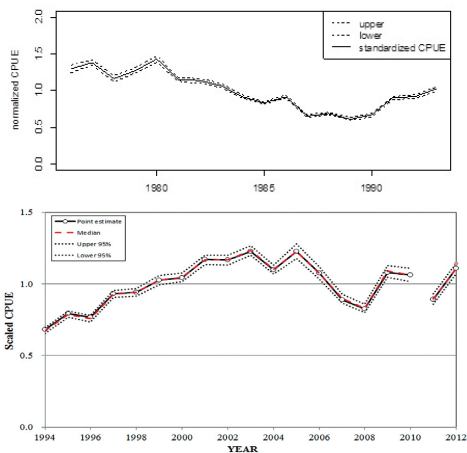 2.0
1.5
1.0
0.5
0.0
normalized CPUE
upper
lower
standardized CPUE
1980
1985
1990
1.5
1.0
0.5
0.0
Scaled CPUE
Point estimate
Median
Upper 95%
Lower 95%
1994 1996 1998 2000 2002 2004 2006 2008 2010 2012
YEAR